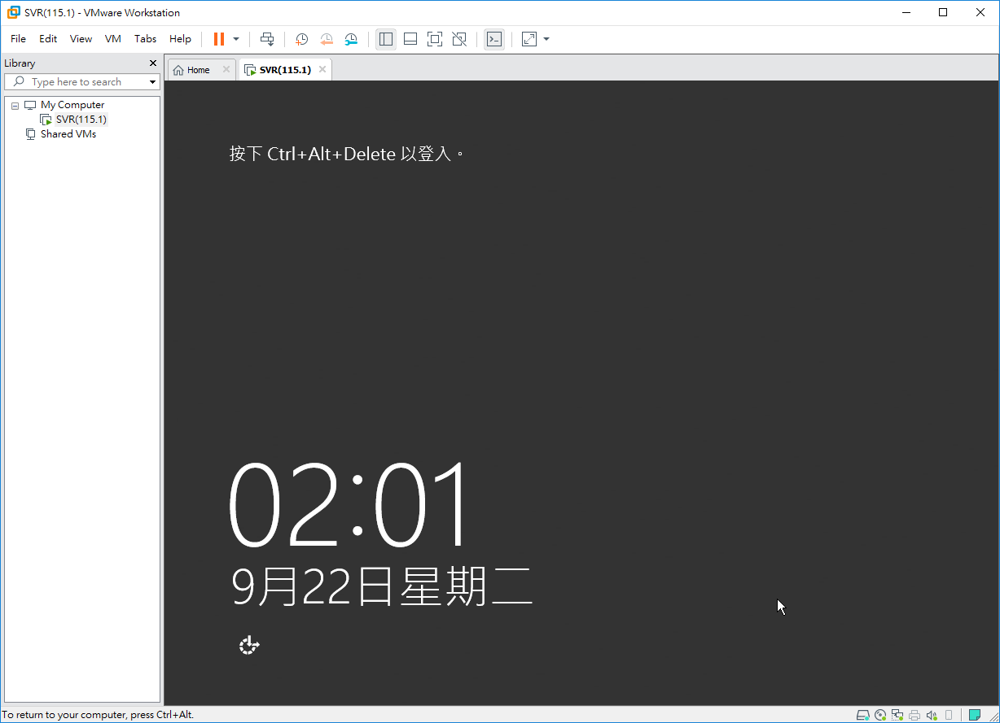 SVR(115.1) - VMware Workstation
File Edit View VM Tabs Help
Library
Type here to search
My Computer
SVR(115.1)
Shared VMs
Home
SVR(115.1)
按下 Ctrl+Alt+Delete 以登入。
02:01
9月22日星期二
To return to your computer, press Ctrl+Alt.